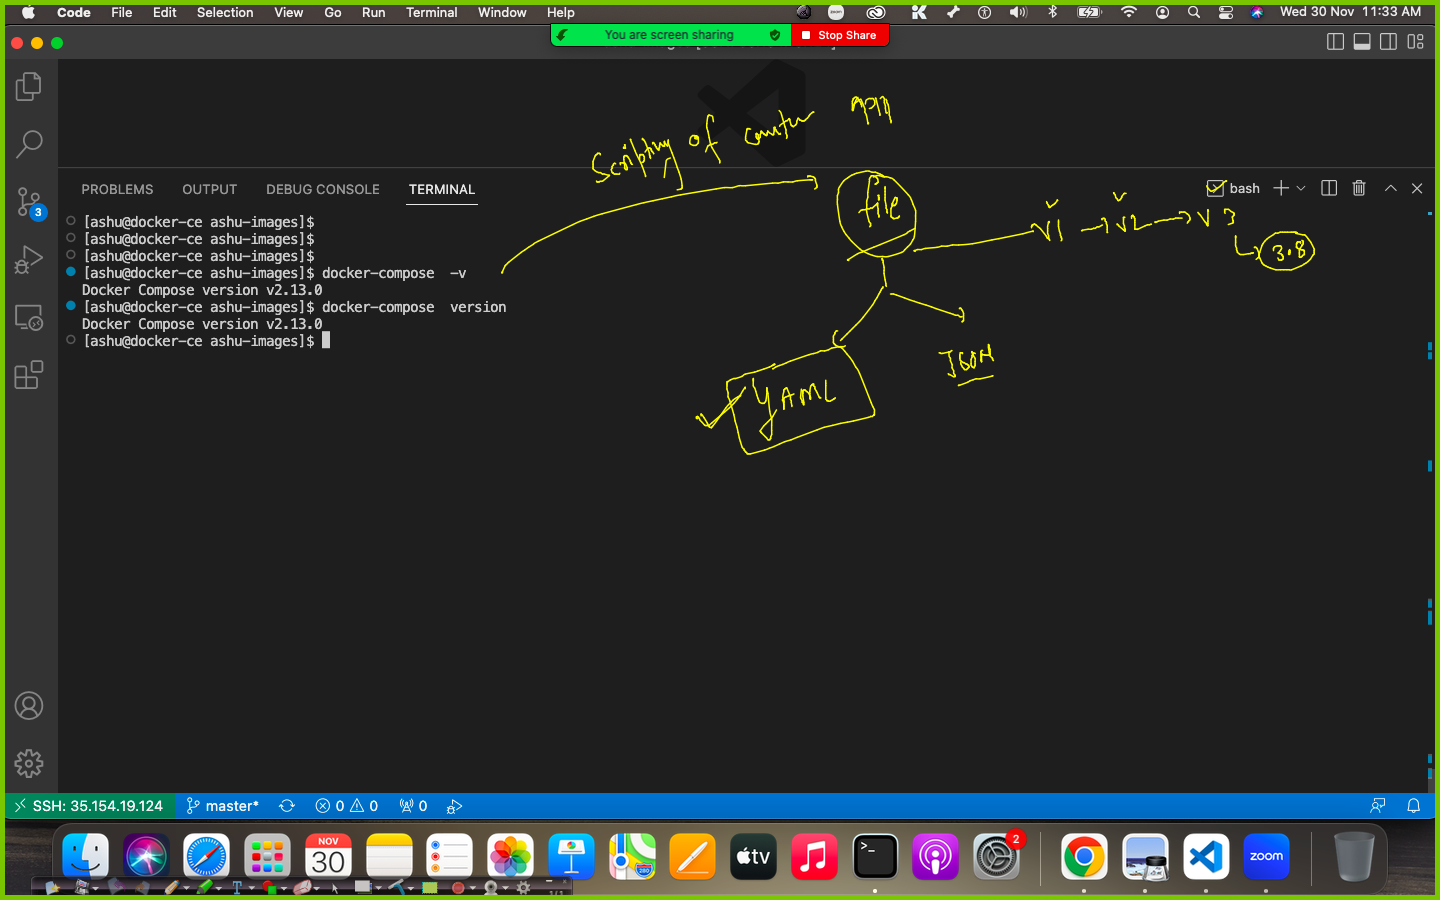 Code File Edit Selection View Go Run Terminal Window Help Wed 30 Nov 11:33 AM
You are screen sharing Stop Share
Scripting of
file
V1 V2 V3
3.8
YAML
JSON
PROBLEMS OUTPUT DEBUG CONSOLE TERMINAL bash
[ashu@docker-ce ashu-images]$
[ashu@docker-ce ashu-images]$
[ashu@docker-ce ashu-images]$
[ashu@docker-ce ashu-images]$ docker-compose -v
Docker Compose version v2.13.0
[ashu@docker-ce ashu-images]$ docker-compose version
Docker Compose version v2.13.0
[ashu@docker-ce ashu-images]$
3
SSH: 35.154.19.124 master* 0 0 0
NOV
30
280
tv
2
zoom